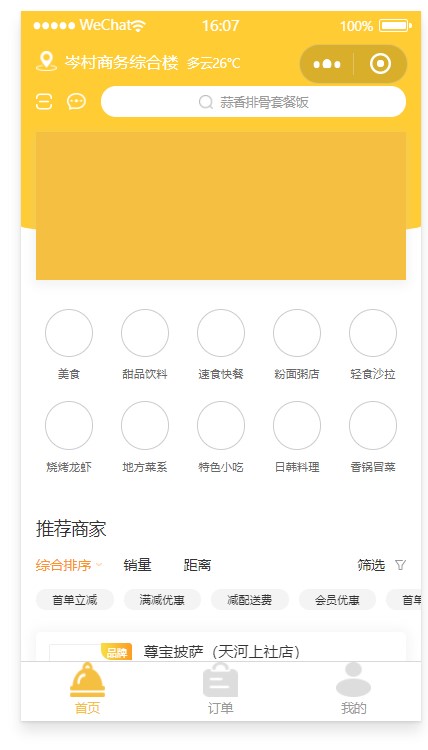 WeChat 16:07 100%
岑村商务综合楼 多云26℃
蒜香排骨套餐饭
美食 甜品饮料 速食快餐 粉面粥店 轻食沙拉
烧烤龙虾 地方菜系 特色小吃 日韩料理 香锅冒菜
推荐商家
综合排序 销量 距离 筛选
首单立减 满减优惠 减配送费 会员优惠 首单
品牌 尊宝披萨（天河上社店）
首页 订单 我的